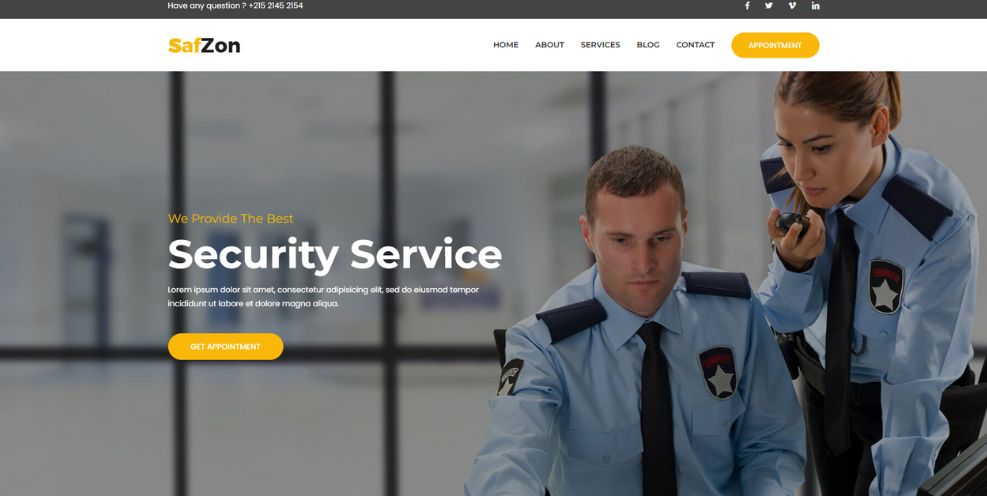 Have any question ? +215 2145 2154
SafZon
HOME ABOUT SERVICES BLOG CONTACT APPOINTMENT
We Provide The Best
Security Service
Lorem ipsum dolor sit amet, consectetur adipisicing elit, sed do eiusmod tempor
incididunt ut labore et dolore magna aliqua.
GET APPOINTMENT